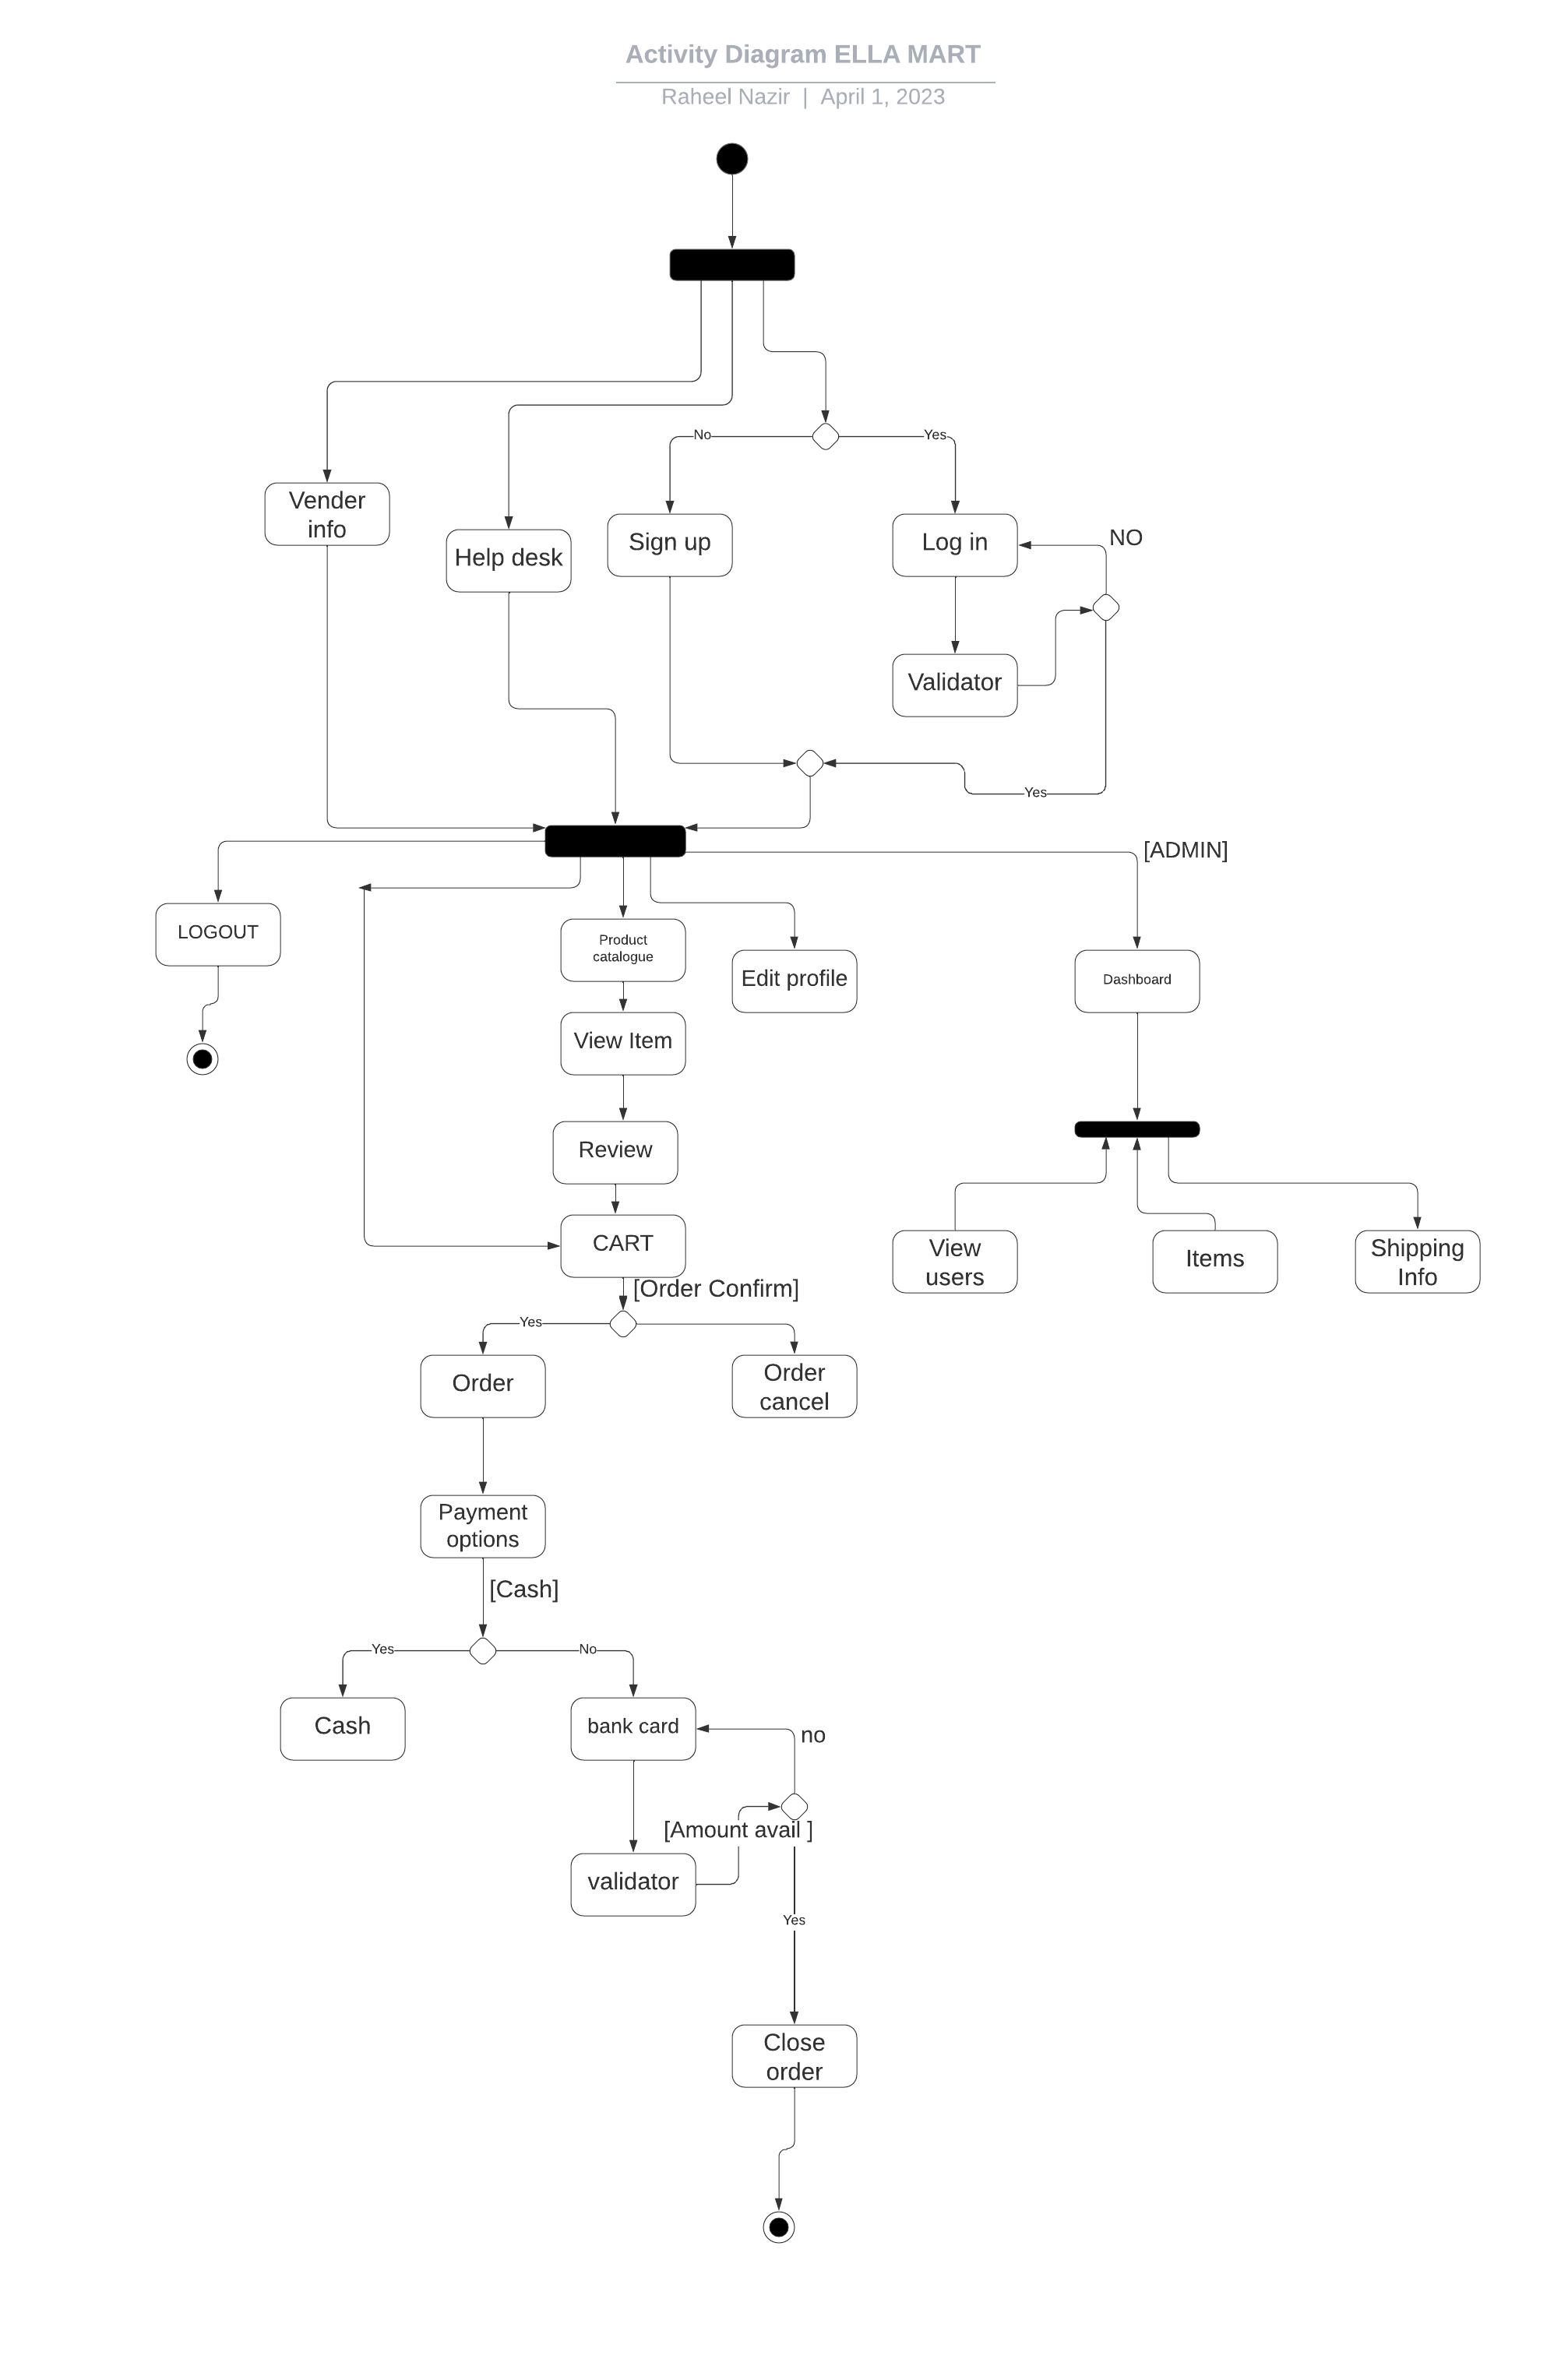 Activity Diagram ELLA MART
Raheel Nazir | April 1, 2023
No
Yes
Vender
info
Help desk
Sign up
Log in
NO
Validator
Yes
[ADMIN]
LOGOUT
Product
catalogue
Edit profile
Dashboard
View Item
Review
CART
View
users
Items
Shipping
Info
[Order Confirm]
Yes
Order
Order
cancel
Payment
options
[Cash]
Yes
No
Cash
bank card
no
[Amount avail ]
validator
Yes
Close
order